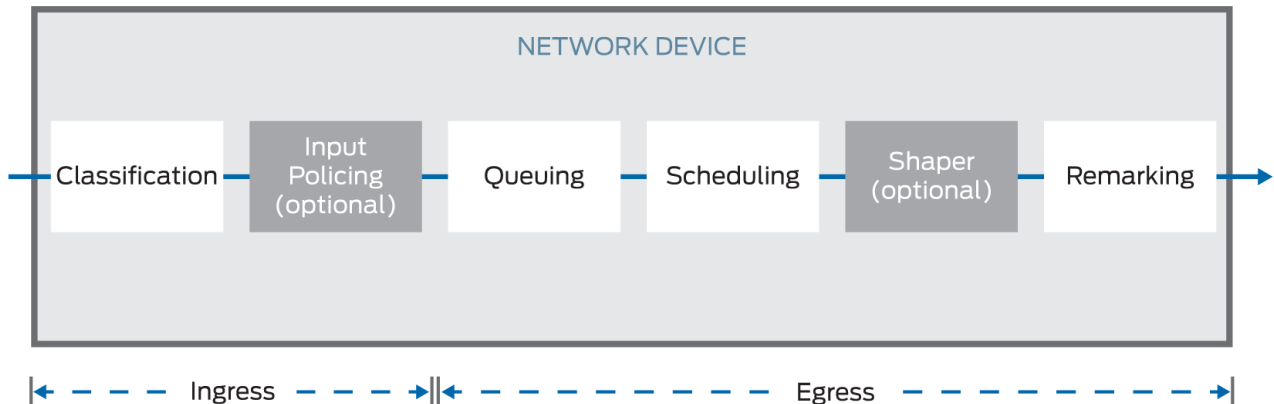 NETWORK DEVICE
Classification
Input
Policing
(optional)
Queuing
Scheduling
Shaper
(optional)
Remarking
Ingress
Egress